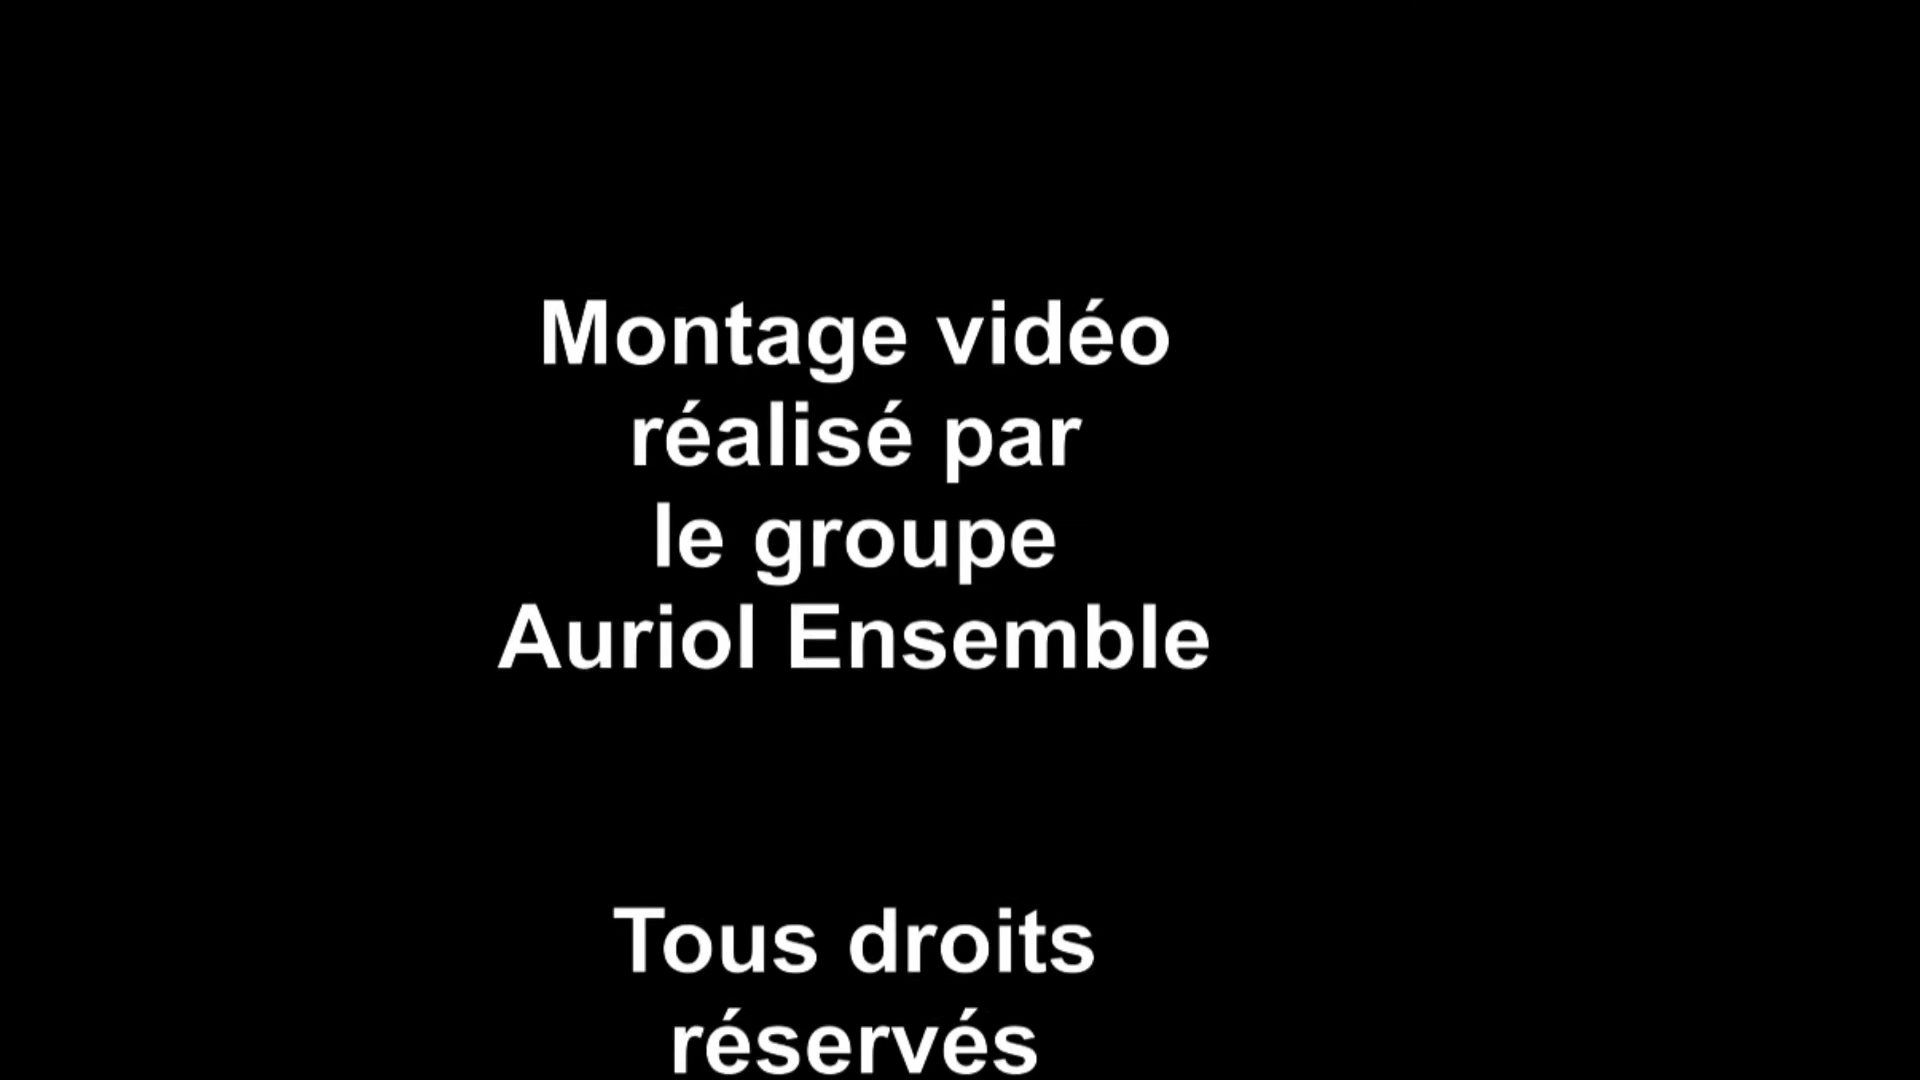 Montage vidéo
réalisé par
le groupe
Auriol Ensemble
Tous droits
réservés